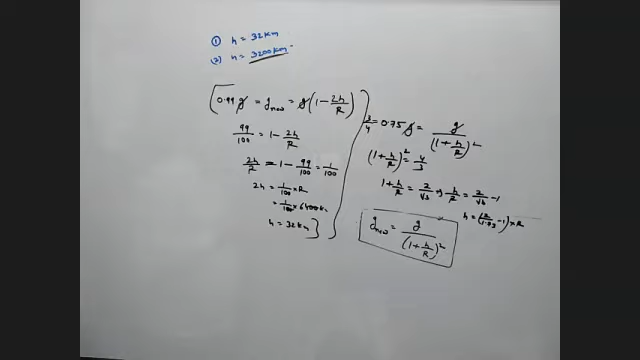 ① h = 32 Km
② h = 3200 Km
0.99 g = g_new = g(1 - 2h/R)
99/100 = 1 - 2h/R
2h/R = 1 - 99/100 = 1/100
2h = 1/100 × R
= 1/100 × 6400 K
h = 32 Km
3/4 = 0.75 g = g/(1 + h/R)²
(1 + h/R)² = 4/3
1 + h/R = 2/√3 → h/R = 2/√3 - 1
h = (2/1.73 - 1) × R
g_new = g/(1 + h/R)²